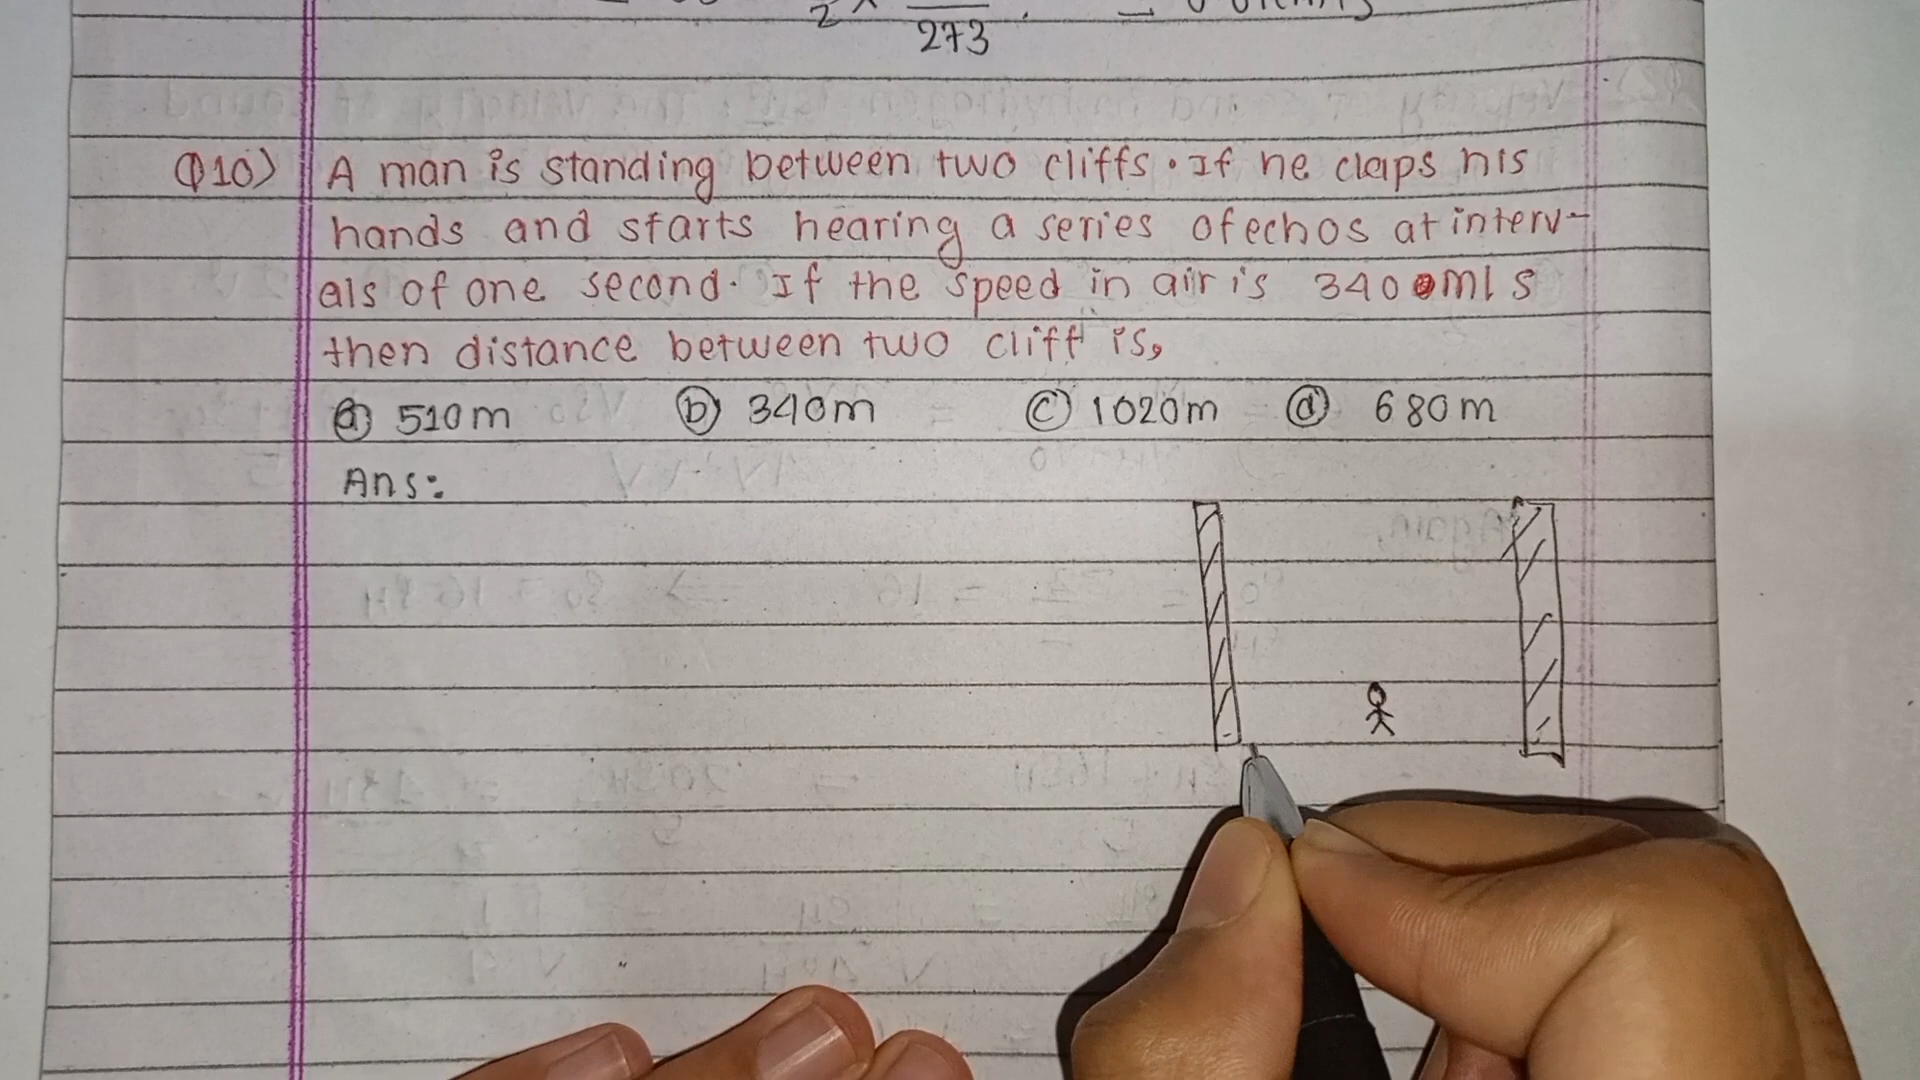 2 × 273
Q10) A man is standing between two cliffs. If he claps his
hands and starts hearing a series of echos at interv-
als of one second. If the speed in air is 340 m/s
then distance between two cliff is,
(a) 510m (b) 340m (c) 1020m (d) 680m
Ans: